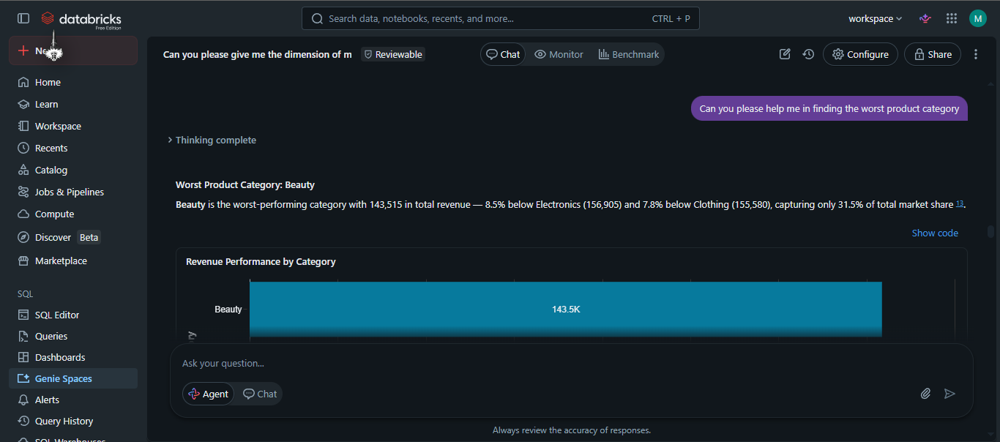 databricks
Free Edition
Search data, notebooks, recents, and more...
CTRL + P
workspace
M
Can you please give me the dimension of m
Reviewable
Chat
Monitor
Benchmark
Configure
Share
Home
Learn
Workspace
Recents
Catalog
Jobs & Pipelines
Compute
Discover Beta
Marketplace
SQL
SQL Editor
Queries
Dashboards
Genie Spaces
Alerts
Query History
SQL Warehouses
Can you please help me in finding the worst product category
Thinking complete
Worst Product Category: Beauty
Beauty is the worst-performing category with 143,515 in total revenue — 8.5% below Electronics (156,905) and 7.8% below Clothing (155,580), capturing only 31.5% of total market share 13.
Show code
Revenue Performance by Category
Beauty
143.5K
Ask your question...
Agent
Chat
Always review the accuracy of responses.